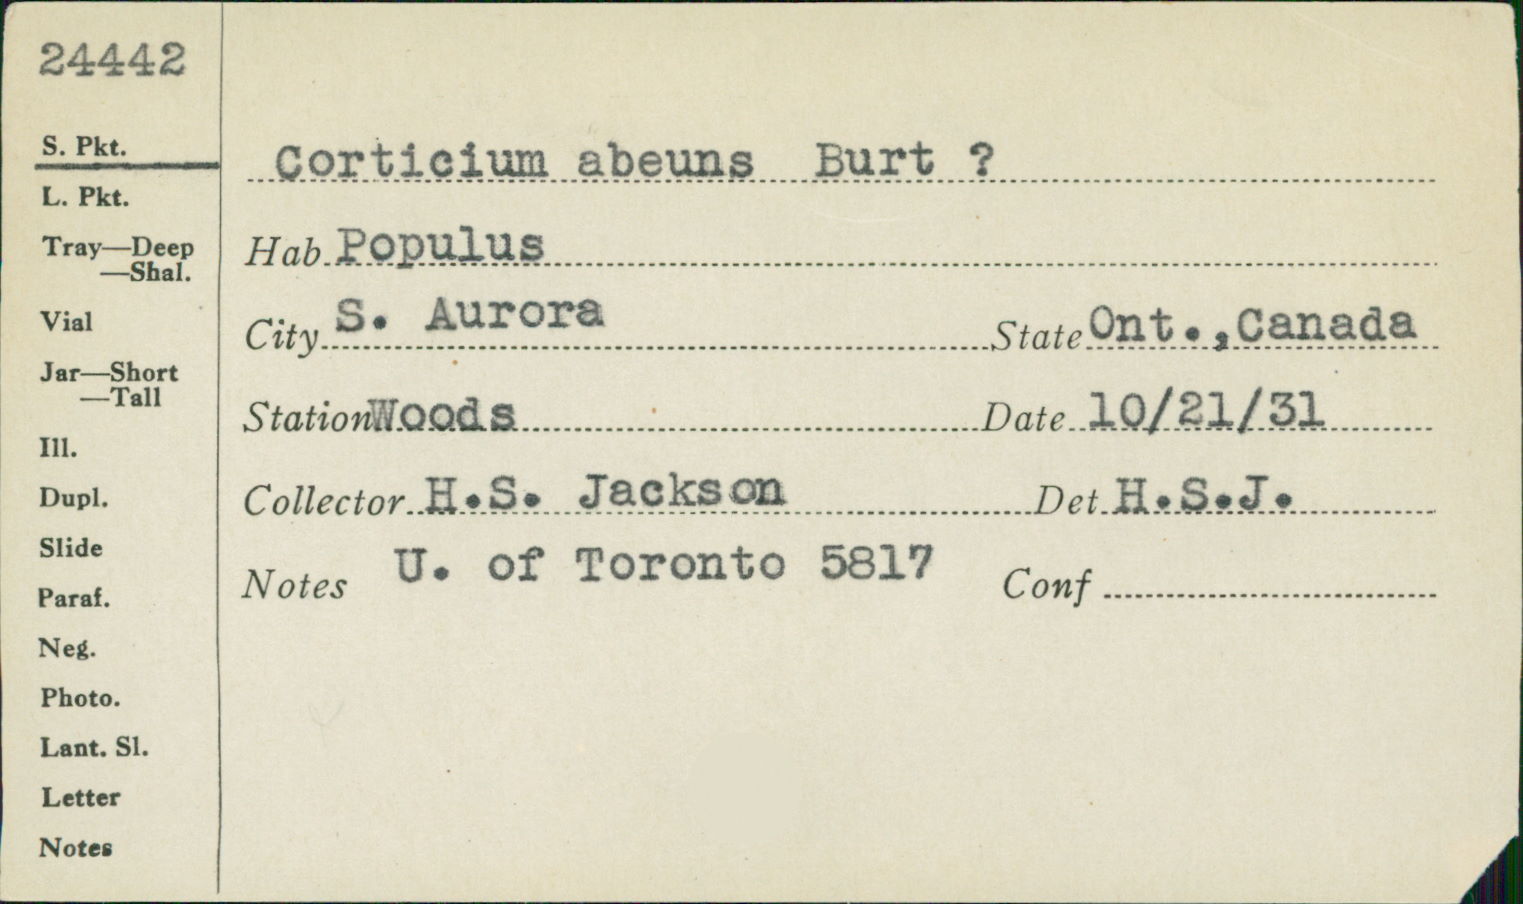 24442
S. Pkt.
L. Pkt.
Tray—Deep
—Shal.
Vial
Jar—Short
—Tall
Ill.
Dupl.
Slide
Paraf.
Neg.
Photo.
Lant. Sl.
Letter
Notes
Corticium abeuns Burt ?
Hab Populus
City S. Aurora State Ont., Canada
Station Woods Date 10/21/31
Collector H.S. Jackson Det H.S.J.
Notes U. of Toronto 5817 Conf